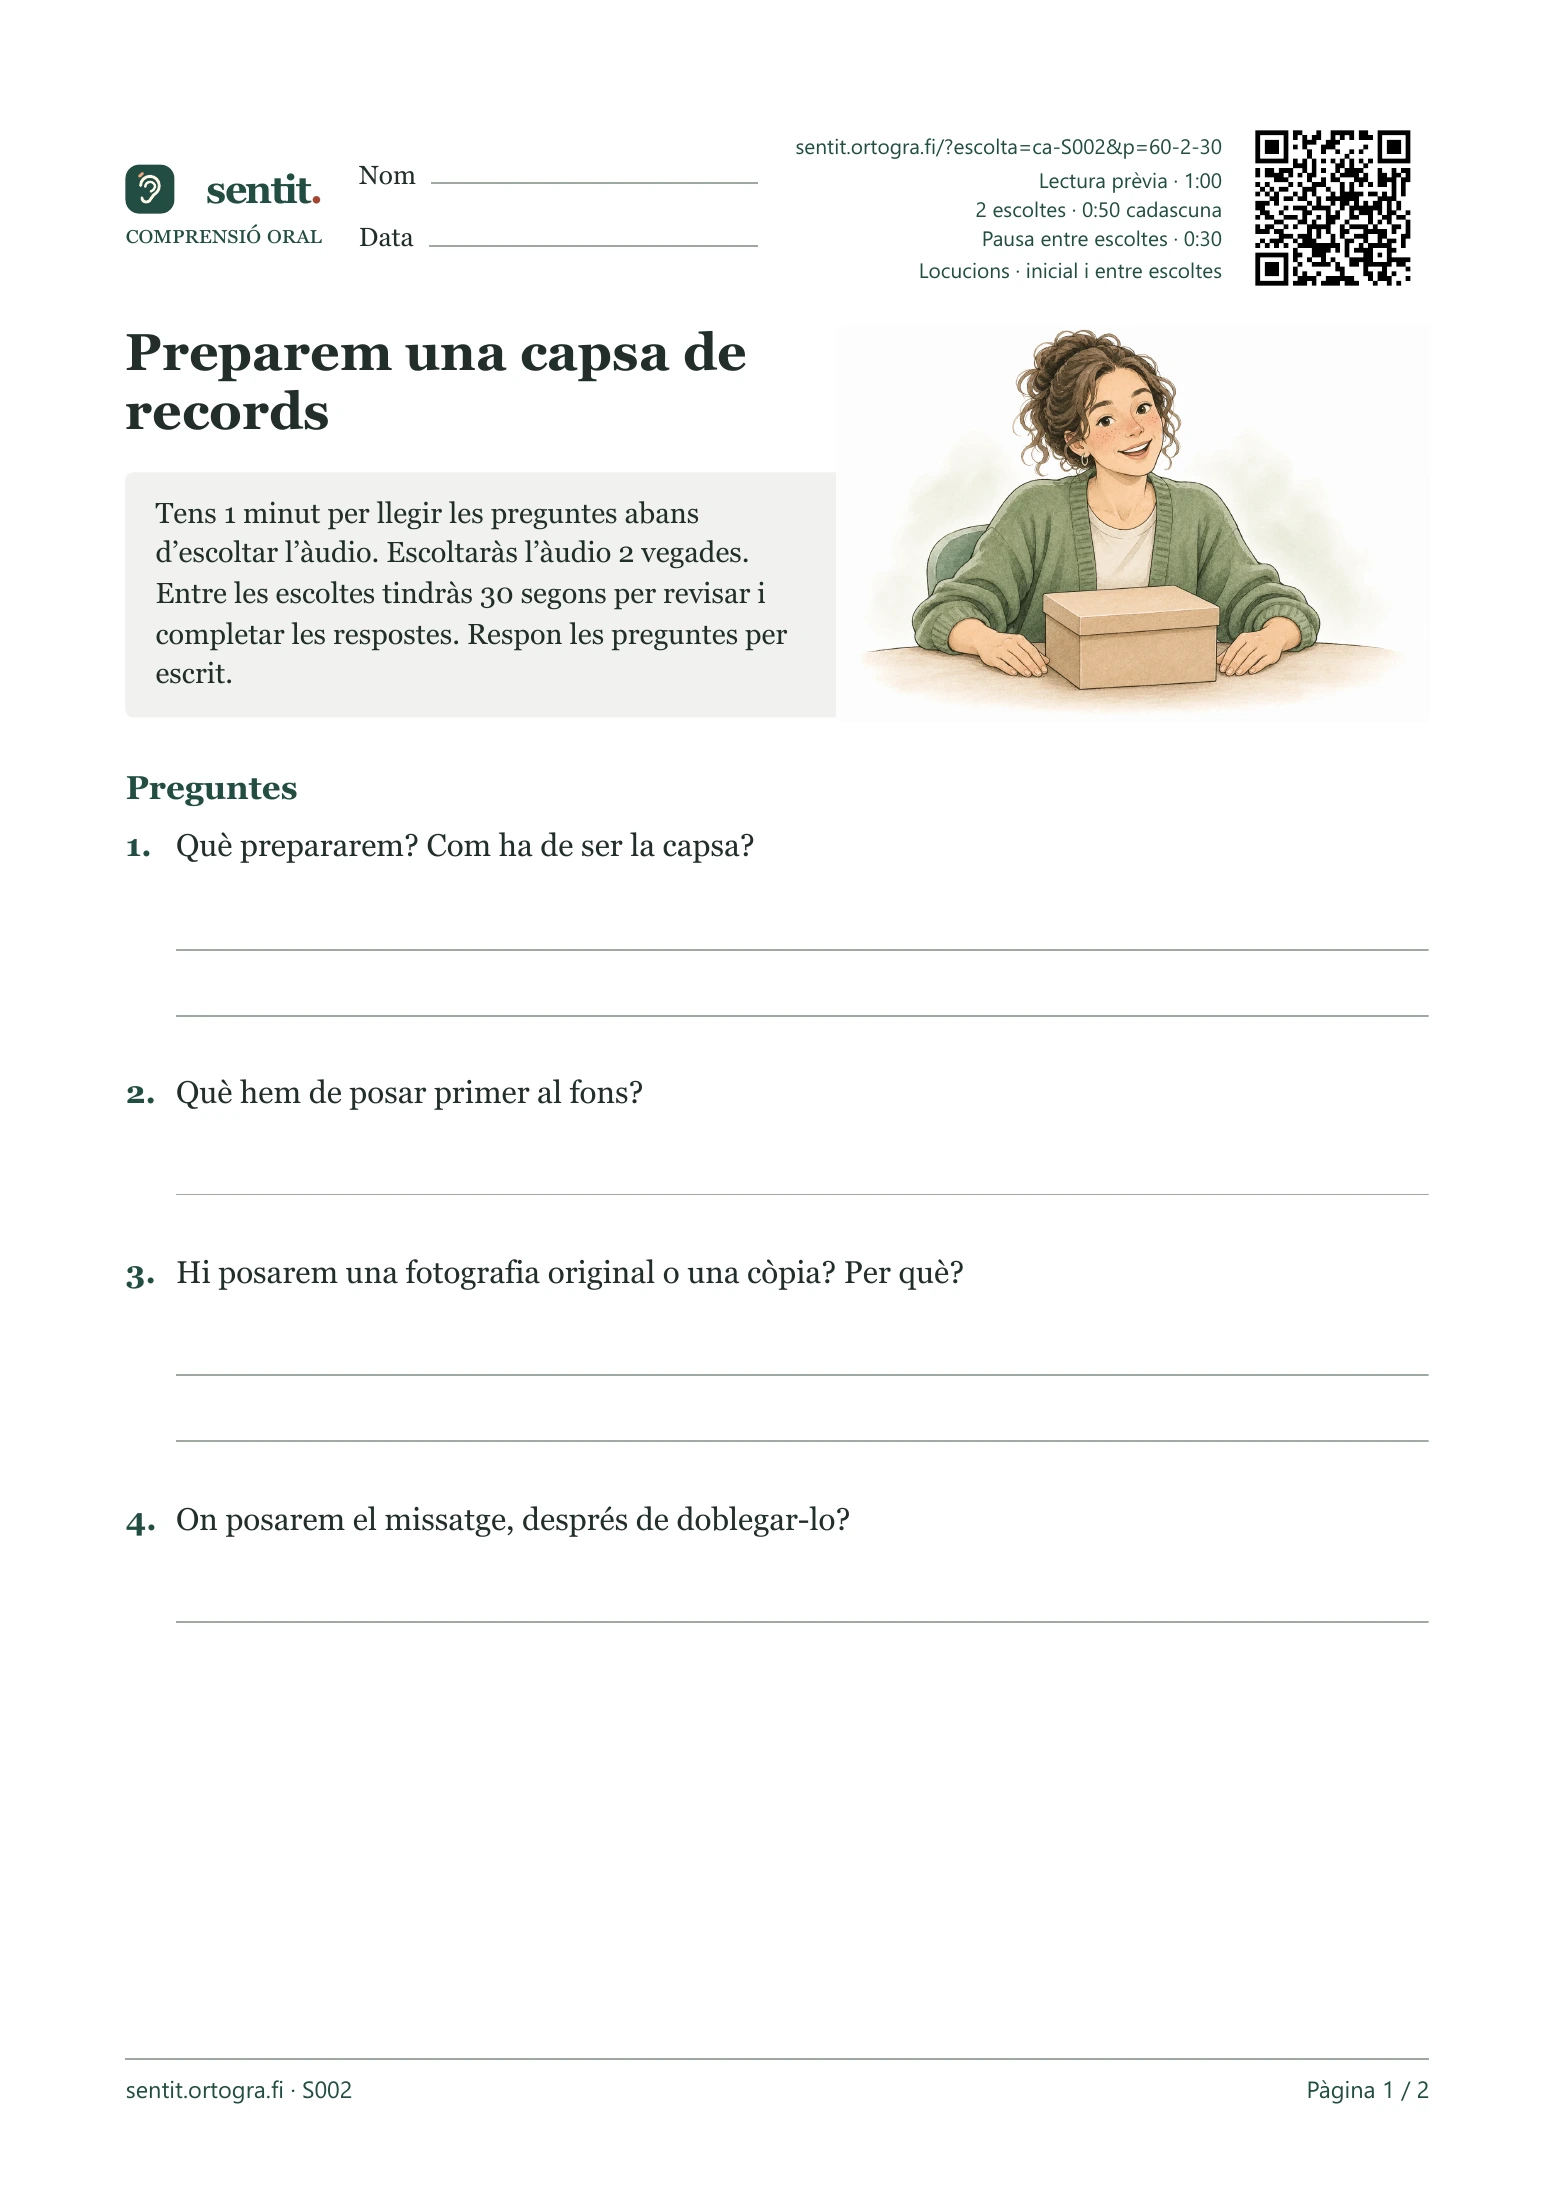 sentit.
COMPRENSIÓ ORAL
Nom
Data
sentit.ortogra.fi/?escolta=ca-S002&p=60-2-30
Lectura prèvia · 1:00
2 escoltes · 0:50 cadascuna
Pausa entre escoltes · 0:30
Locucions · inicial i entre escoltes
Preparem una capsa de
records
Tens 1 minut per llegir les preguntes abans
d’escoltar l’àudio. Escoltaràs l’àudio 2 vegades.
Entre les escoltes tindràs 30 segons per revisar i
completar les respostes. Respon les preguntes per
escrit.
Preguntes
1. Què prepararem? Com ha de ser la capsa?
2. Què hem de posar primer al fons?
3. Hi posarem una fotografia original o una còpia? Per què?
4. On posarem el missatge, després de doblegar-lo?
sentit.ortogra.fi · S002
Pàgina 1 / 2